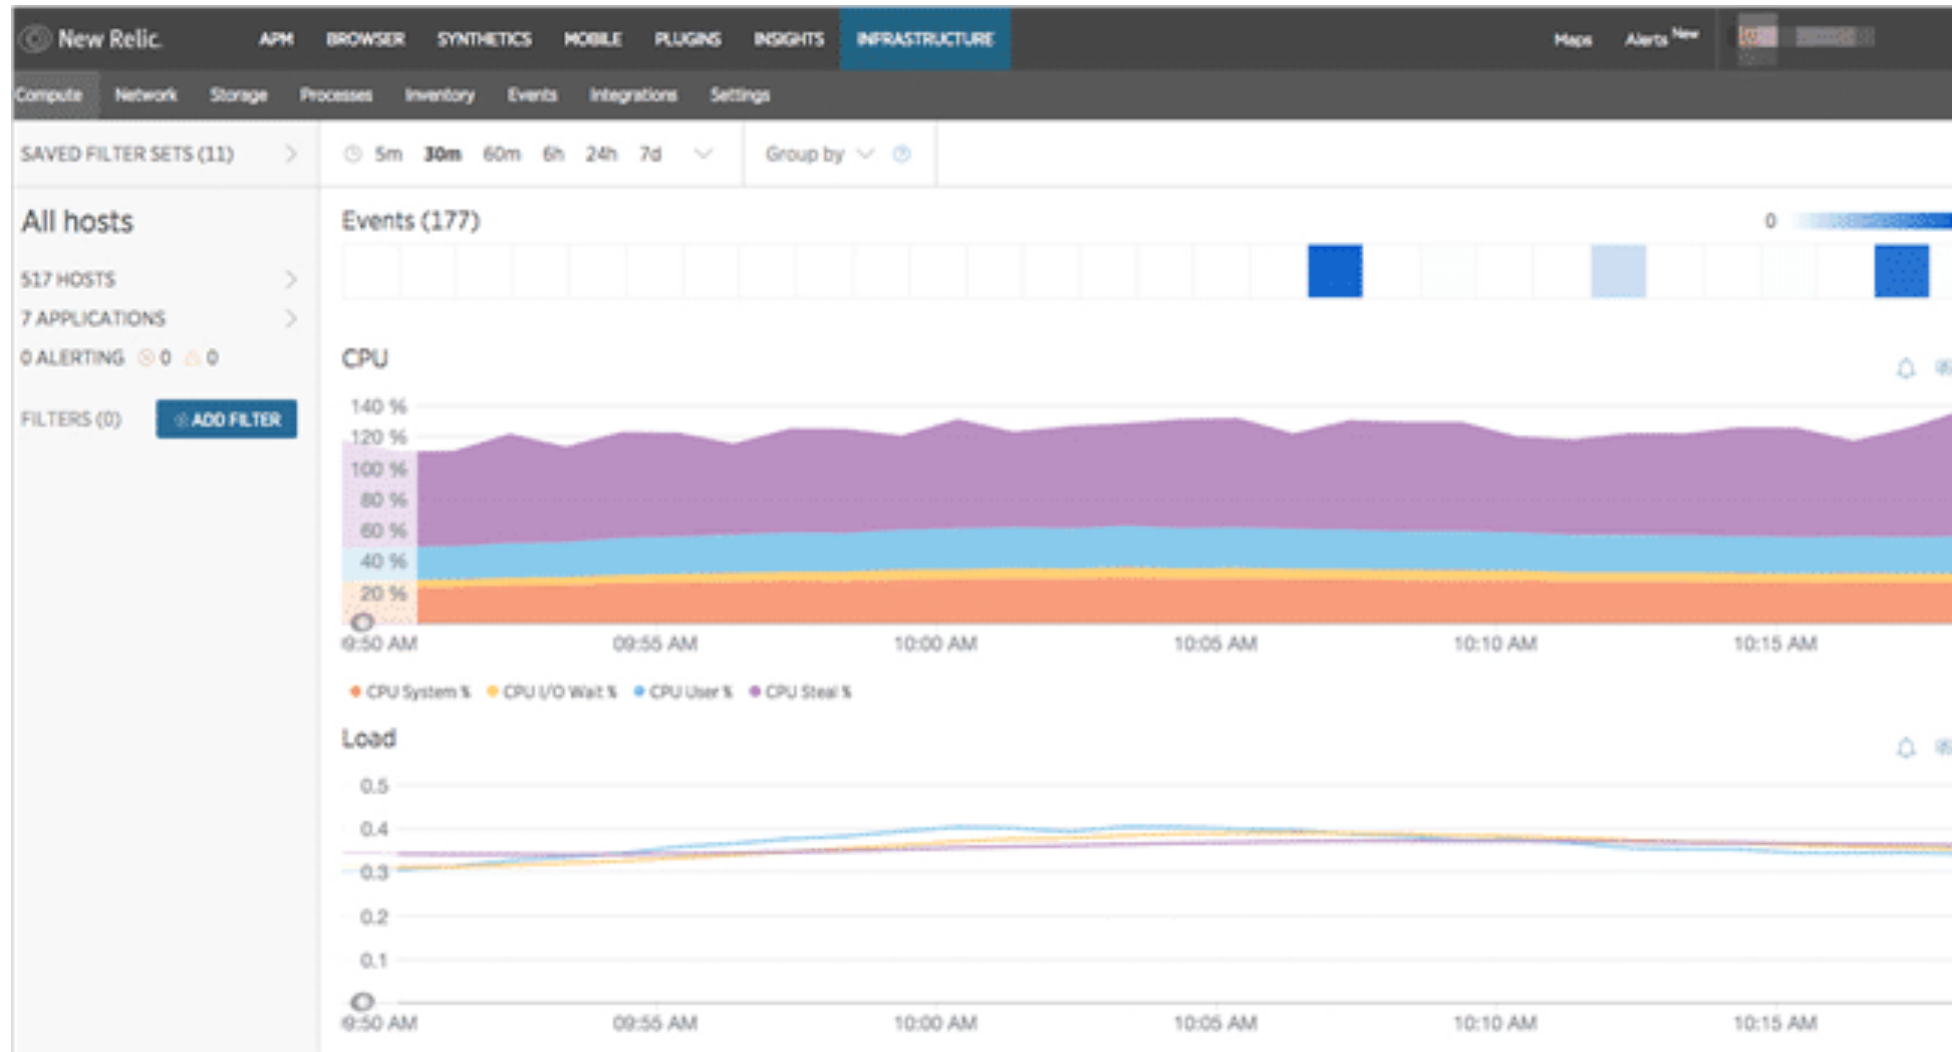 New Relic. APM BROWSER SYNTHETICS MOBILE PLUGINS INSIGHTS INFRASTRUCTURE Maps Alerts New
Compute Network Storage Processes Inventory Events Integrations Settings
SAVED FILTER SETS (11) 5m 30m 60m 6h 24h 7d Group by
All hosts
517 HOSTS
7 APPLICATIONS
0 ALERTING 0 0
FILTERS (0) ADD FILTER
Events (177) 0
CPU
140 %
120 %
100 %
80 %
60 %
40 %
20 %
9:50 AM 09:55 AM 10:00 AM 10:05 AM 10:10 AM 10:15 AM
CPU System % CPU I/O Wait % CPU User % CPU Steal %
Load
0.5
0.4
0.3
0.2
0.1
9:50 AM 09:55 AM 10:00 AM 10:05 AM 10:10 AM 10:15 AM